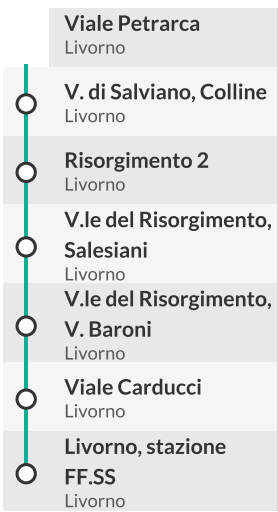 Viale Petrarca
Livorno
V. di Salviano, Colline
Livorno
Risorgimento 2
Livorno
V.le del Risorgimento,
Salesiani
Livorno
V.le del Risorgimento,
V. Baroni
Livorno
Viale Carducci
Livorno
Livorno, stazione
FF.SS
Livorno